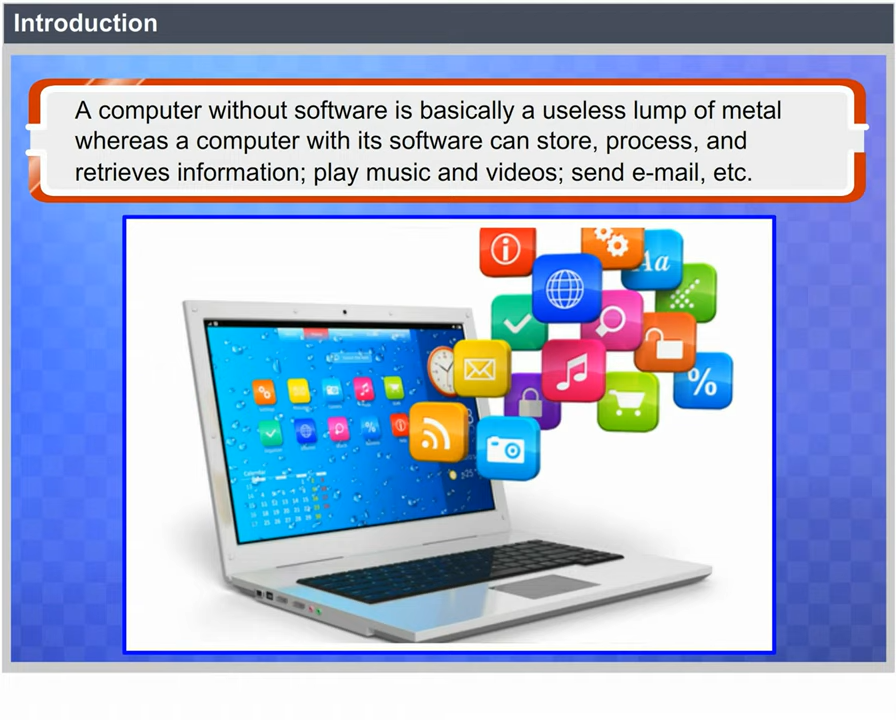 Introduction
A computer without software is basically a useless lump of metal
whereas a computer with its software can store, process, and
retrieves information; play music and videos; send e-mail, etc.
Aa
%